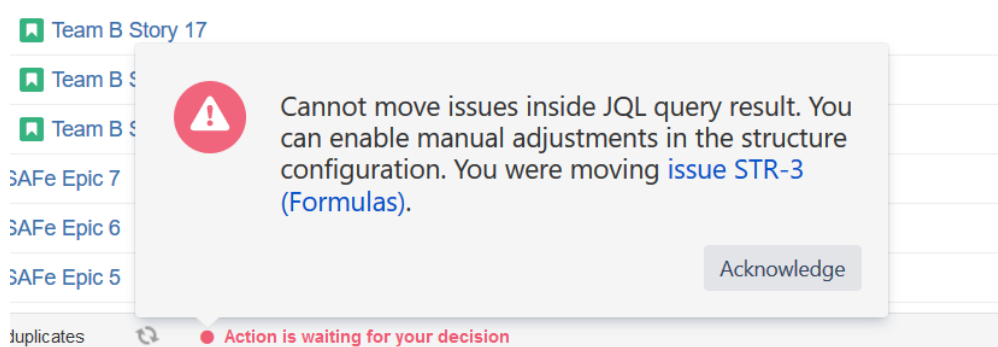 Team B Story 17
Team B S
Team B S
SAFe Epic 7
SAFe Epic 6
SAFe Epic 5
Cannot move issues inside JQL query result. You
can enable manual adjustments in the structure
configuration. You were moving issue STR-3
(Formulas).
Acknowledge
duplicates
Action is waiting for your decision